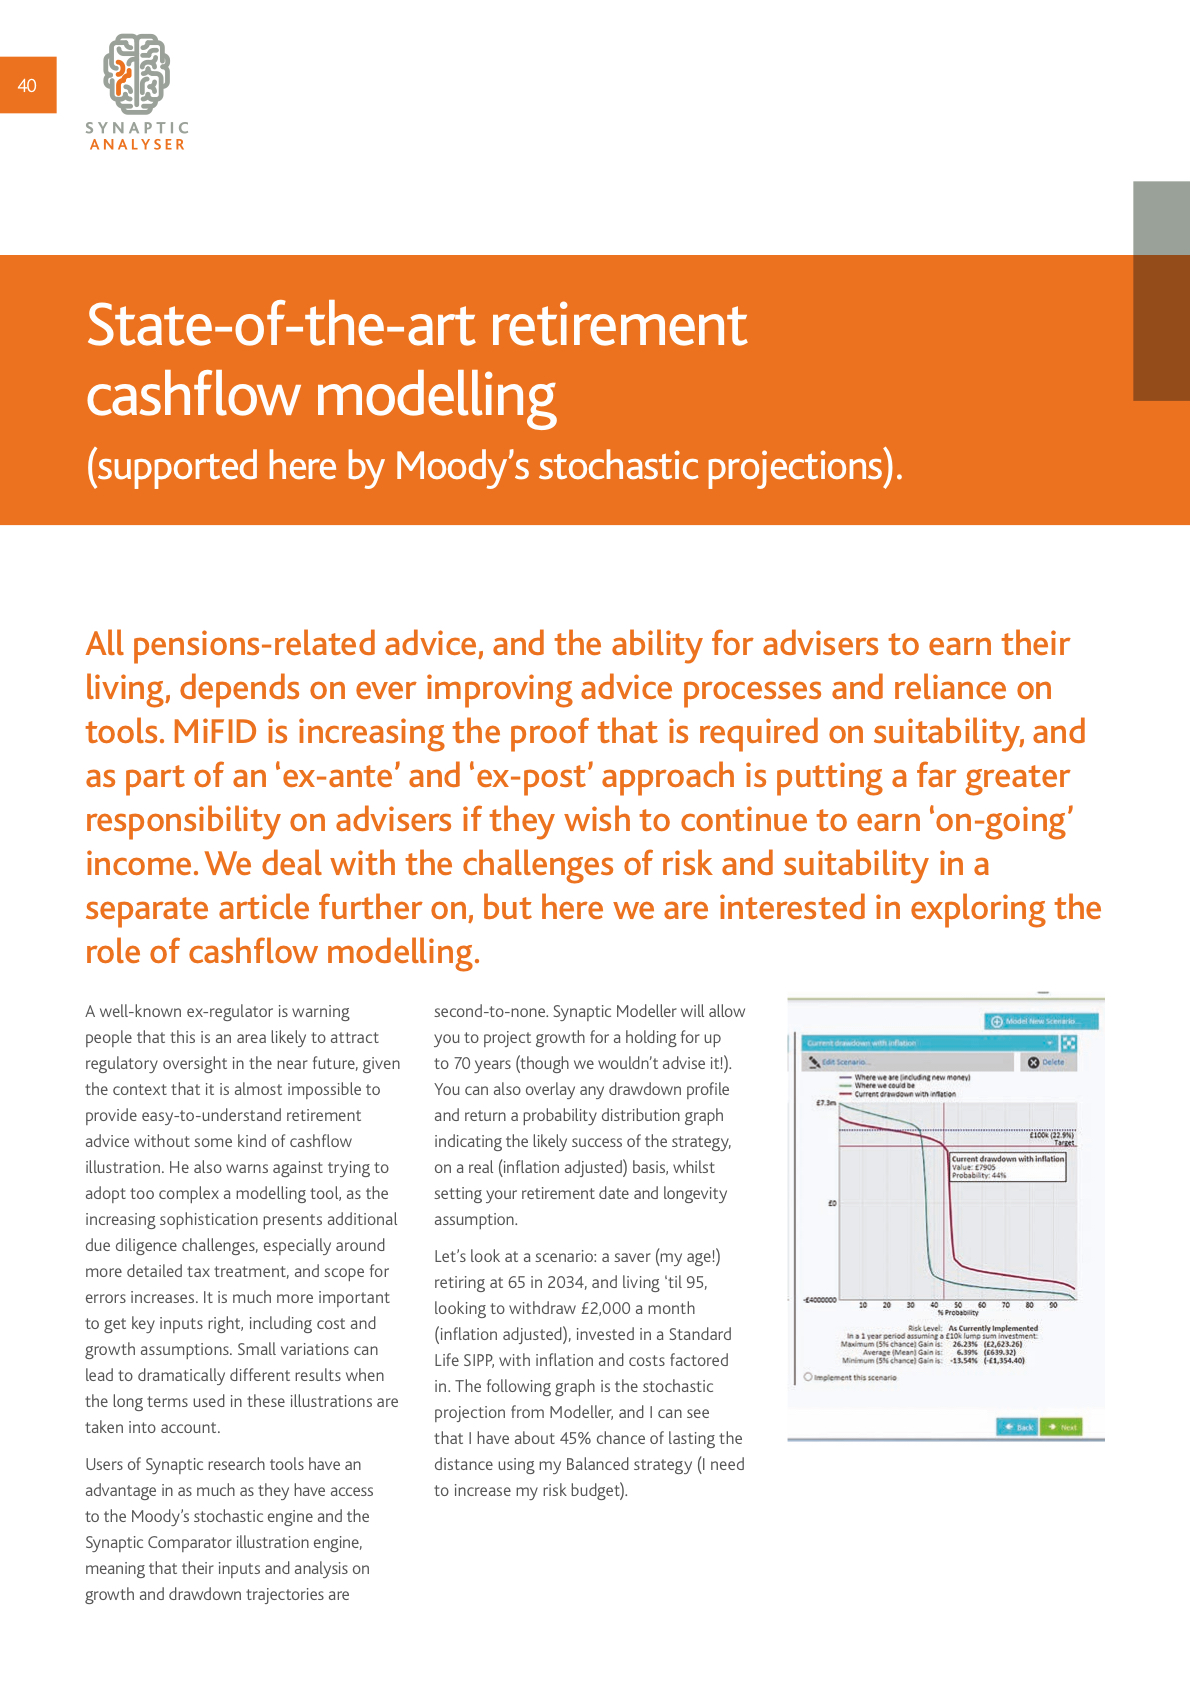 40
SYNAPTIC
ANALYSER
State-of-the-art retirement
cashflow modelling
(supported here by Moody’s stochastic projections).
All pensions-related advice, and the ability for advisers to earn their
living, depends on ever improving advice processes and reliance on
tools. MiFID is increasing the proof that is required on suitability, and
as part of an ‘ex-ante’ and ‘ex-post’ approach is putting a far greater
responsibility on advisers if they wish to continue to earn ‘on-going’
income. We deal with the challenges of risk and suitability in a
separate article further on, but here we are interested in exploring the
role of cashflow modelling.
A well-known ex-regulator is warning
people that this is an area likely to attract
regulatory oversight in the near future, given
the context that it is almost impossible to
provide easy-to-understand retirement
advice without some kind of cashflow
illustration. He also warns against trying to
adopt too complex a modelling tool, as the
increasing sophistication presents additional
due diligence challenges, especially around
more detailed tax treatment, and scope for
errors increases. It is much more important
to get key inputs right, including cost and
growth assumptions. Small variations can
lead to dramatically different results when
the long terms used in these illustrations are
taken into account.
Users of Synaptic research tools have an
advantage in as much as they have access
to the Moody’s stochastic engine and the
Synaptic Comparator illustration engine,
meaning that their inputs and analysis on
growth and drawdown trajectories are
second-to-none. Synaptic Modeller will allow
you to project growth for a holding for up
to 70 years (though we wouldn’t advise it!).
You can also overlay any drawdown profile
and return a probability distribution graph
indicating the likely success of the strategy,
on a real (inflation adjusted) basis, whilst
setting your retirement date and longevity
assumption.
Let’s look at a scenario: a saver (my age!)
retiring at 65 in 2034, and living ‘til 95,
looking to withdraw £2,000 a month
(inflation adjusted), invested in a Standard
Life SIPP, with inflation and costs factored
in. The following graph is the stochastic
projection from Modeller, and I can see
that I have about 45% chance of lasting the
distance using my Balanced strategy (I need
to increase my risk budget).
Model New Scenario...
Current drawdown with inflation
Edit Scenario...
Delete
Where we are (including new money)
Where we could be
Current drawdown with inflation
£7.3m
£100k (22.9%)
Target
Current drawdown with inflation
Value: £7905
Probability: 44%
£0
-£4000000
10 20 30 40 50 60 70 80 90
% Probability
Risk Level: As Currently Implemented
In a 1 year period assuming a £10k lump sum investment:
Maximum (5% chance) Gain is: 26.23% (£2,623.26)
Average (Mean) Gain is: 6.39% (£639.32)
Minimum (5% chance) Gain is: -13.54% (-£1,354.40)
Implement this scenario
Back
Next